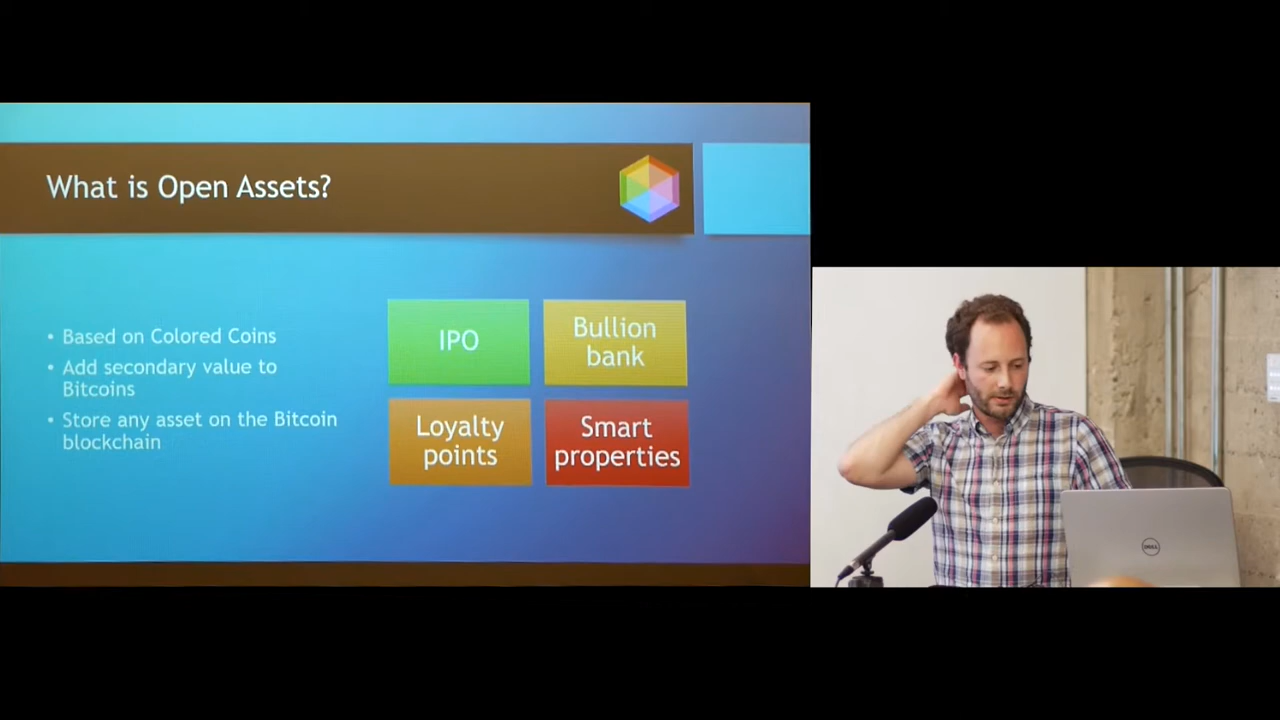 What is Open Assets?
• Based on Colored Coins
• Add secondary value to
Bitcoins
• Store any asset on the Bitcoin
blockchain
IPO
Bullion
bank
Loyalty
points
Smart
properties
DELL